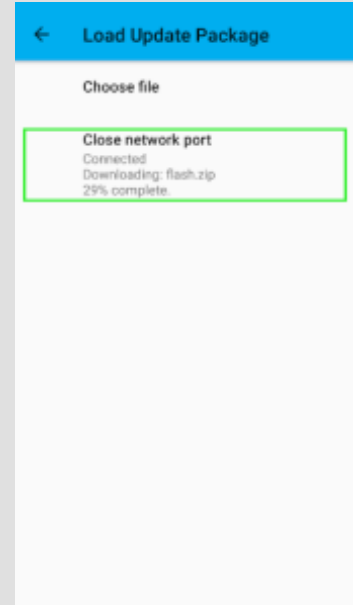 Load Update Package
Choose file
Close network port
Connected
Downloading: flash.zip
29% complete.